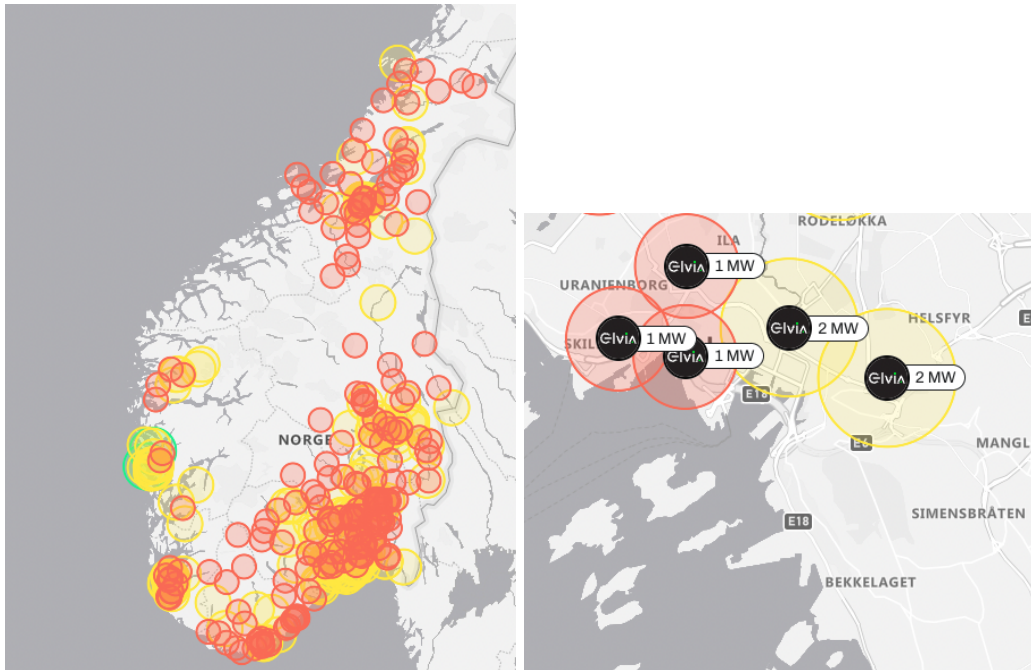 NORGE
RODELØKKA
ILA
Elvia
1 MW
URANIENBORG
Elvia
2 MW
HELSFYR
Elvia
1 MW
SKIL
Elvia
1 MW
Elvia
2 MW
E18
E6
MANGL
SIMENSBRÅTEN
E18
BEKKELAGET